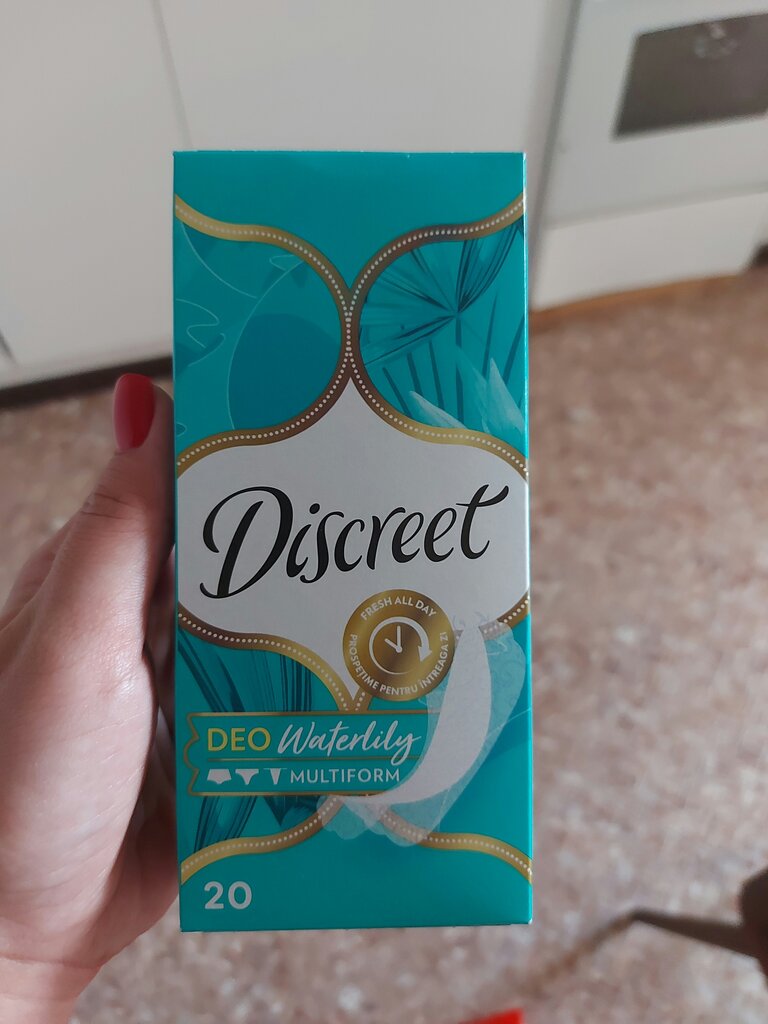 Discreet
FRESH ALL DAY
PROSPEȚIME PENTRU ÎNTREAGA ZI
DEO Waterlily
MULTIFORM
20